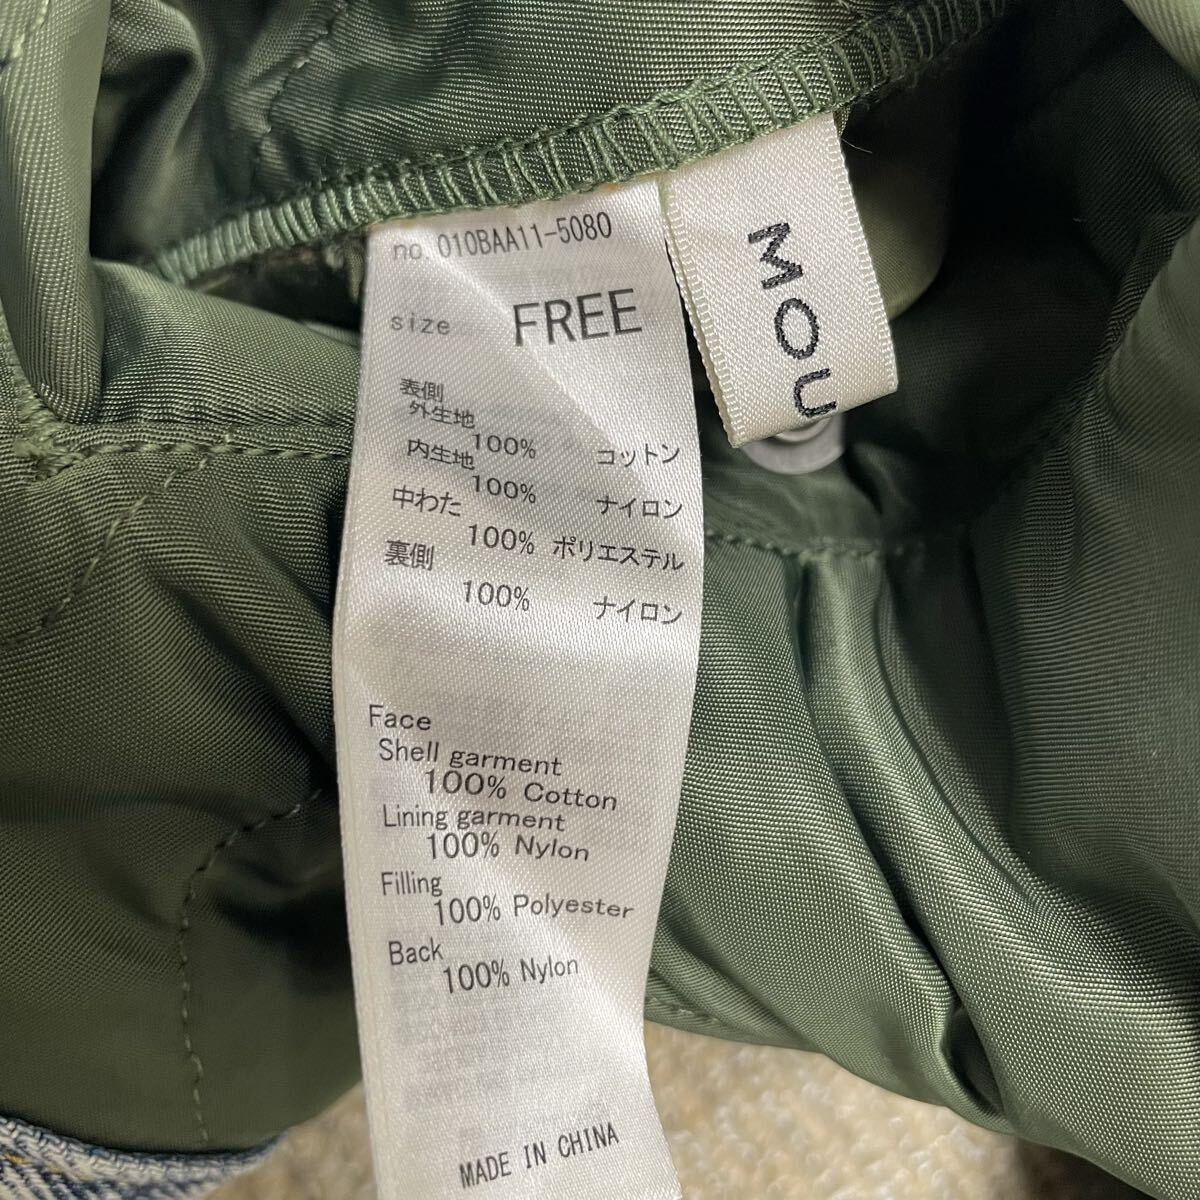 no. 010BAA11-5080
size FREE
表側
外生地
100% コットン
内生地
100% ナイロン
中わた
100% ポリエステル
裏側
100% ナイロン
Face
Shell garment
100% Cotton
Lining garment
100% Nylon
Filling
100% Polyester
Back
100% Nylon
MADE IN CHINA
MOU